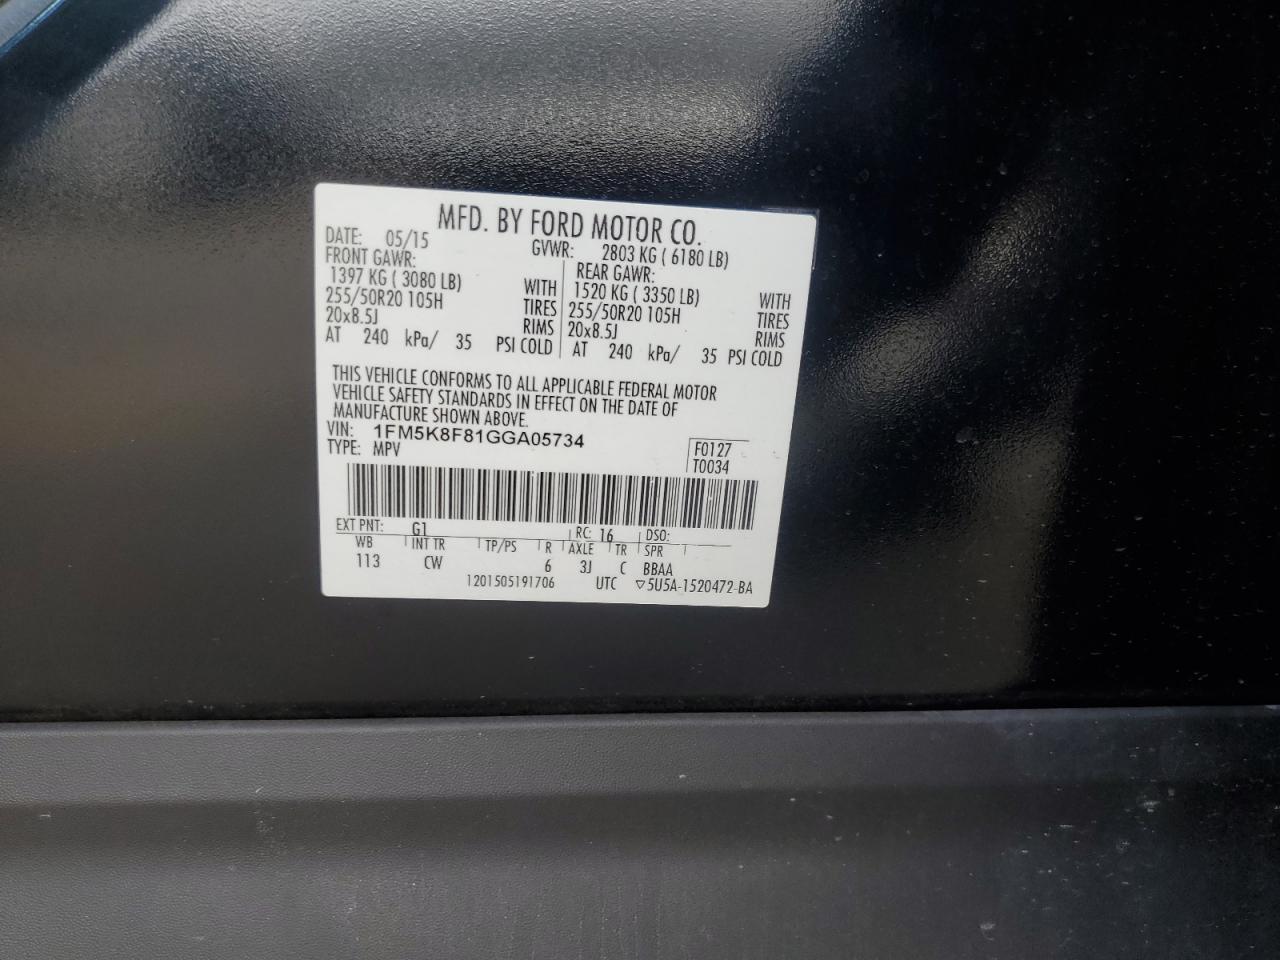 MFD. BY FORD MOTOR CO.
DATE: 05/15 GVWR: 2803 KG ( 6180 LB)
FRONT GAWR: REAR GAWR:
1397 KG ( 3080 LB) WITH 1520 KG ( 3350 LB) WITH
255/50R20 105H TIRES 255/50R20 105H TIRES
20x8.5J RIMS 20x8.5J RIMS
AT 240 kPa/ 35 PSI COLD AT 240 kPa/ 35 PSI COLD
THIS VEHICLE CONFORMS TO ALL APPLICABLE FEDERAL MOTOR
VEHICLE SAFETY STANDARDS IN EFFECT ON THE DATE OF
MANUFACTURE SHOWN ABOVE.
VIN: 1FM5K8F81GGA05734
TYPE: MPV
F0127
T0034
EXT PNT: G1 RC: 16 DSO:
WB INT TR TP/PS R AXLE TR SPR
113 CW 6 3J C BBAA
1201505191706 UTC ▽5U5A-1520472-BA